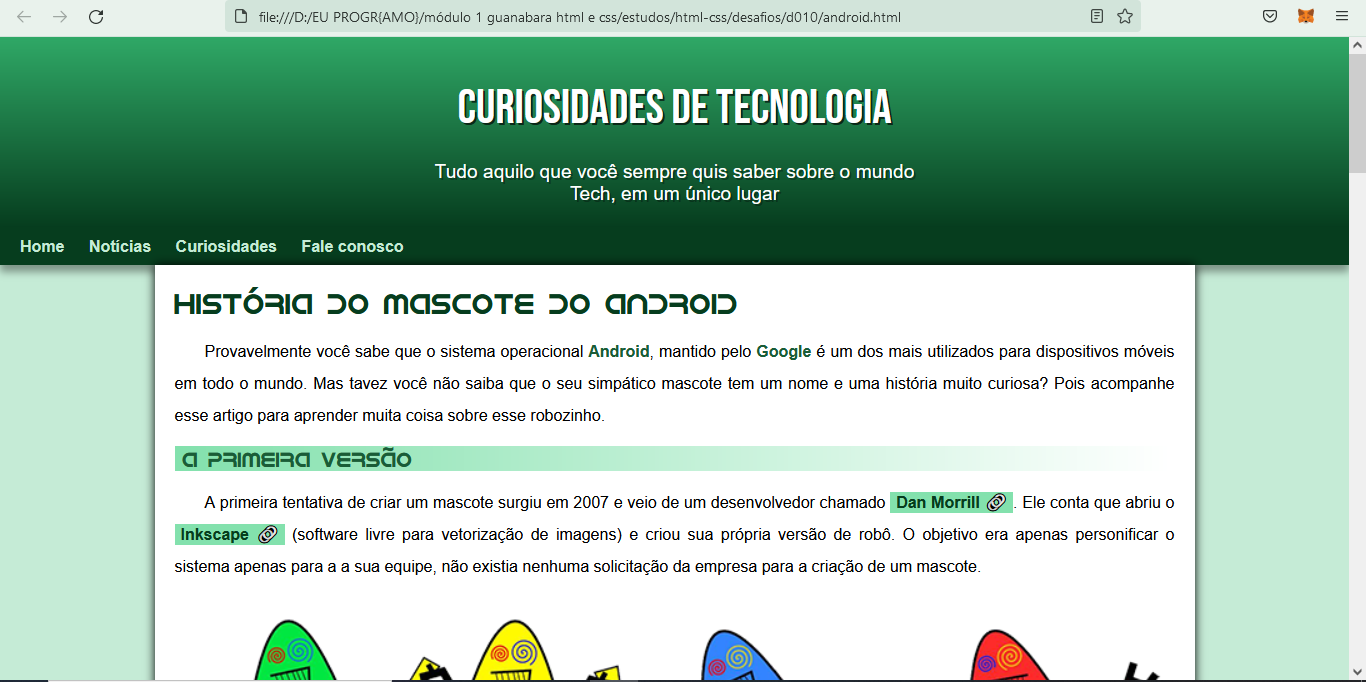 file:///D:/EU PROGR{AMO}/módulo 1 guanabara html e css/estudos/html-css/desafios/d010/android.html
CURIOSIDADES DE TECNOLOGIA
Tudo aquilo que você sempre quis saber sobre o mundo
Tech, em um único lugar
Home Notícias Curiosidades Fale conosco
História do Mascote do Android
Provavelmente você sabe que o sistema operacional Android, mantido pelo Google é um dos mais utilizados para dispositivos móveis
em todo o mundo. Mas tavez você não saiba que o seu simpático mascote tem um nome e uma história muito curiosa? Pois acompanhe
esse artigo para aprender muita coisa sobre esse robozinho.
A primeira versão
A primeira tentativa de criar um mascote surgiu em 2007 e veio de um desenvolvedor chamado Dan Morrill. Ele conta que abriu o
Inkscape (software livre para vetorização de imagens) e criou sua própria versão de robô. O objetivo era apenas personificar o
sistema apenas para a a sua equipe, não existia nenhuma solicitação da empresa para a criação de um mascote.